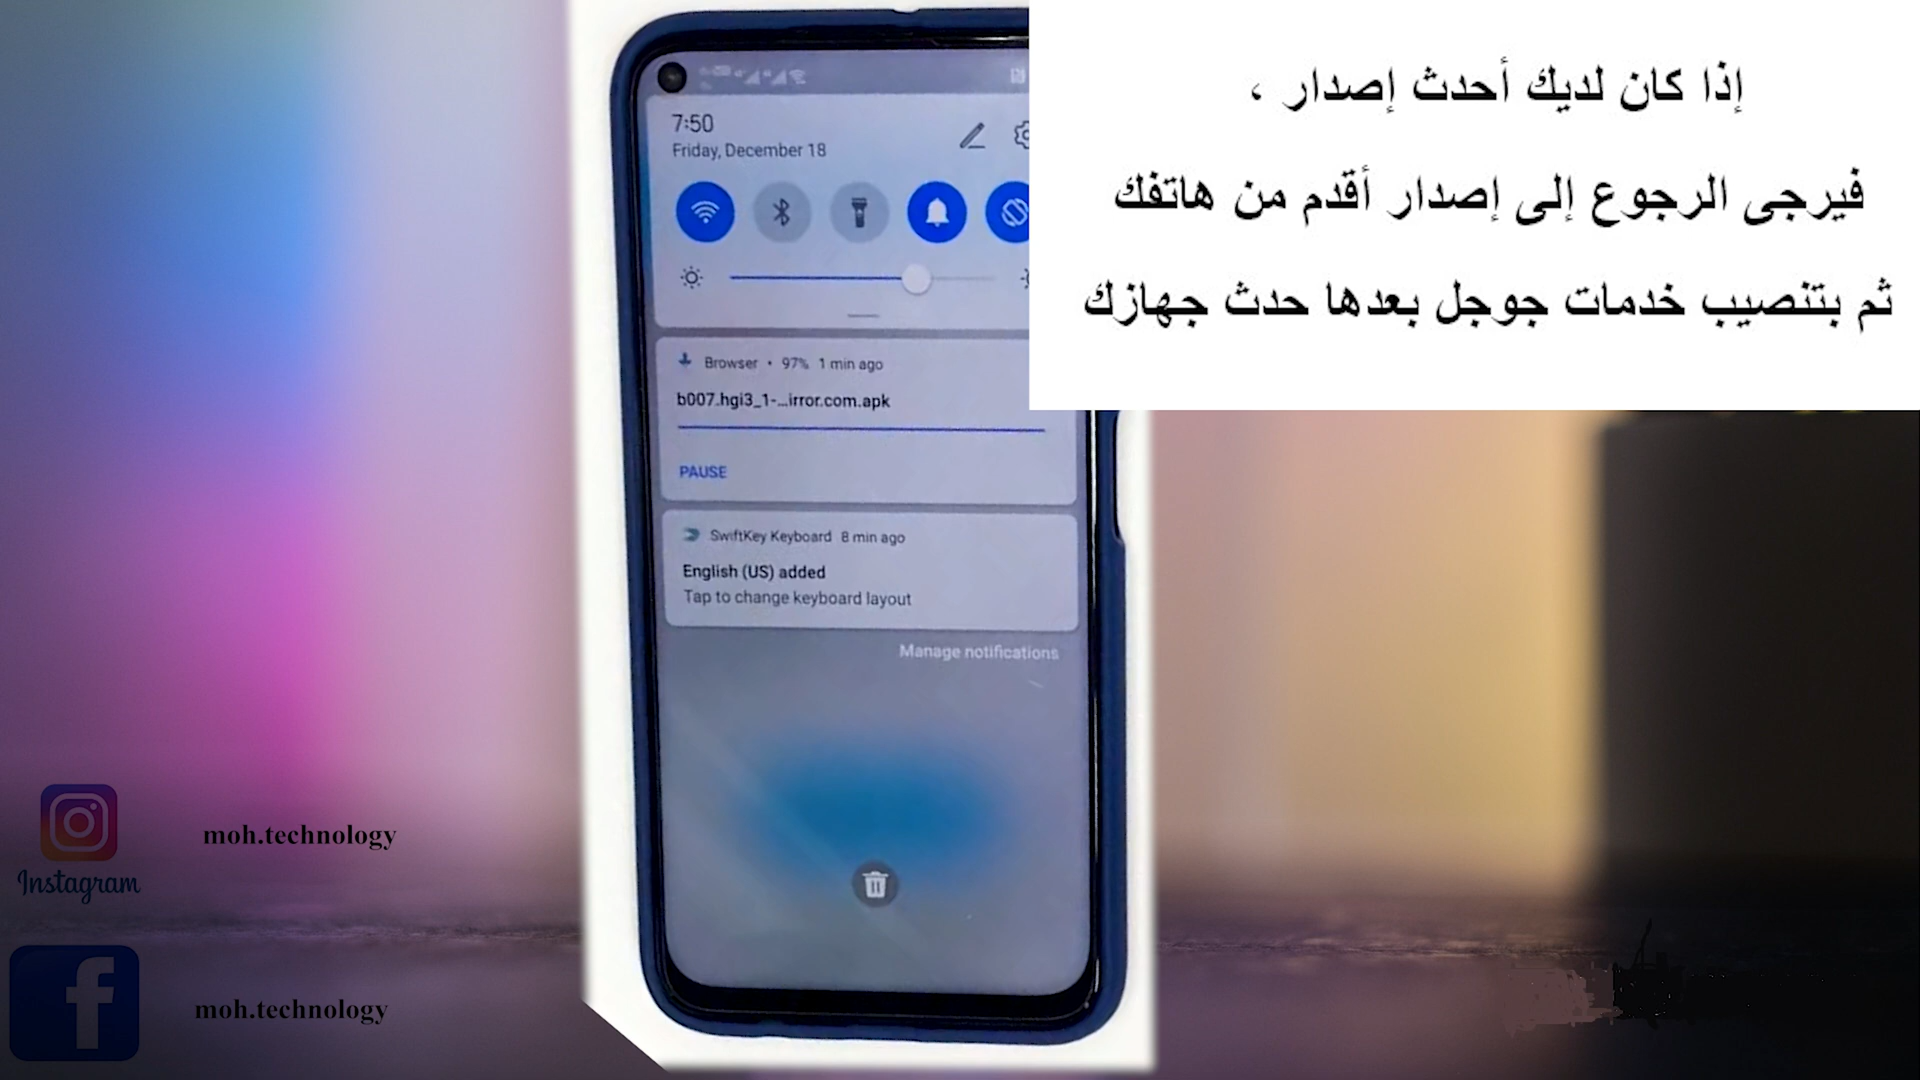 إذا كان لديك أحدث إصدار ،
فيرجى الرجوع إلى إصدار أقدم من هاتفك
ثم بتنصيب خدمات جوجل بعدها حدث جهازك
7:50
Friday, December 18
Browser • 97% 1 min ago
b007.hgi3_1-...irror.com.apk
PAUSE
SwiftKey Keyboard 8 min ago
English (US) added
Tap to change keyboard layout
Manage notifications
moh.technology
Instagram
moh.technology